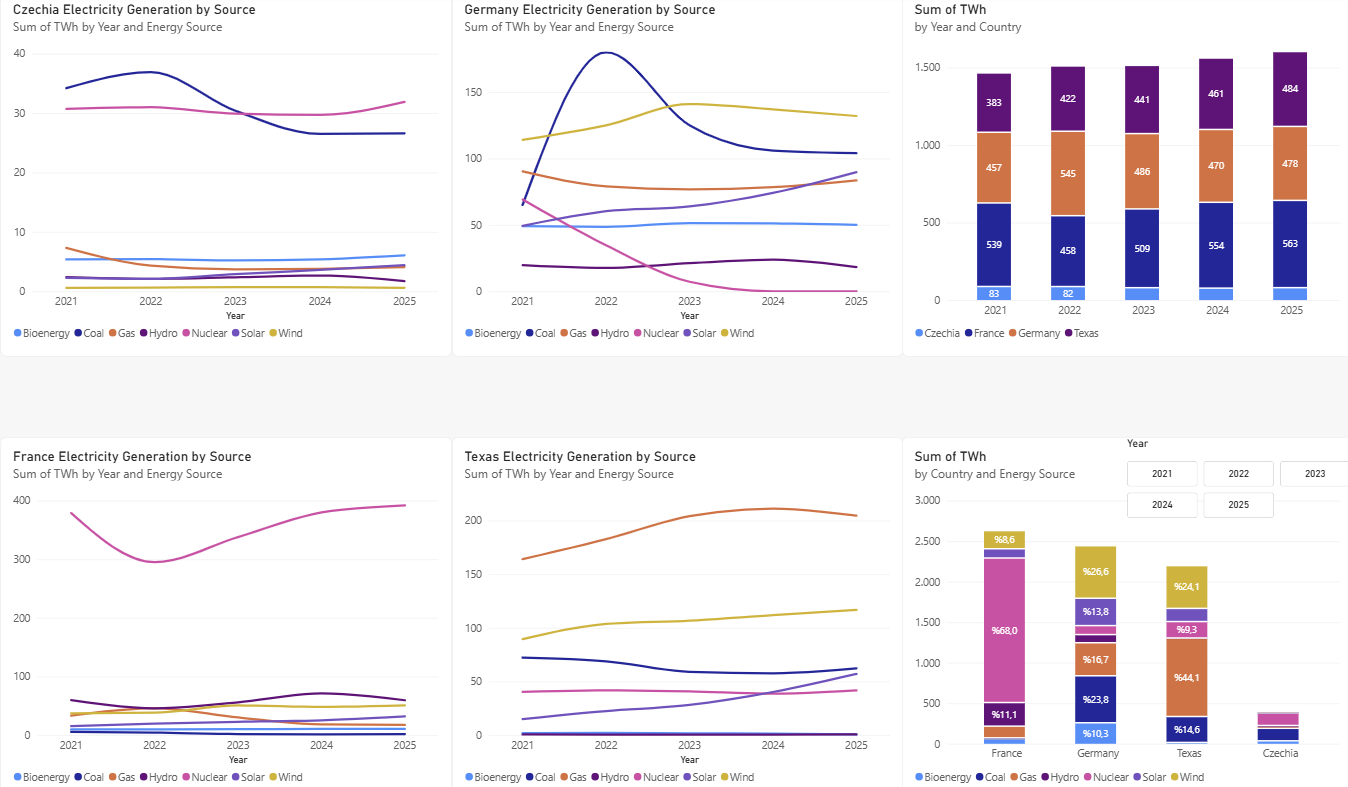 Czechia Electricity Generation by Source
Sum of TWh by Year and Energy Source
40
30
20
10
0
2021 2022 2023 2024 2025
Year
Bioenergy Coal Gas Hydro Nuclear Solar Wind
Germany Electricity Generation by Source
Sum of TWh by Year and Energy Source
150
100
50
0
2021 2022 2023 2024 2025
Year
Bioenergy Coal Gas Hydro Nuclear Solar Wind
Sum of TWh
by Year and Country
1.500
1.000
500
0
383 422 441 461 484
457 545 486 470 478
539 458 509 554 563
83 82
2021 2022 2023 2024 2025
Czechia France Germany Texas
France Electricity Generation by Source
Sum of TWh by Year and Energy Source
400
300
200
100
0
2021 2022 2023 2024 2025
Year
Bioenergy Coal Gas Hydro Nuclear Solar Wind
Texas Electricity Generation by Source
Sum of TWh by Year and Energy Source
200
150
100
50
0
2021 2022 2023 2024 2025
Year
Bioenergy Coal Gas Hydro Nuclear Solar Wind
Sum of TWh
by Country and Energy Source
Year
2021 2022 2023
2024 2025
3.000
2.500
2.000
1.500
1.000
500
0
%8,6
%68,0
%11,1
%26,6
%13,8
%16,7
%23,8
%10,3
%24,1
%9,3
%44,1
%14,6
France Germany Texas Czechia
Bioenergy Coal Gas Hydro Nuclear Solar Wind